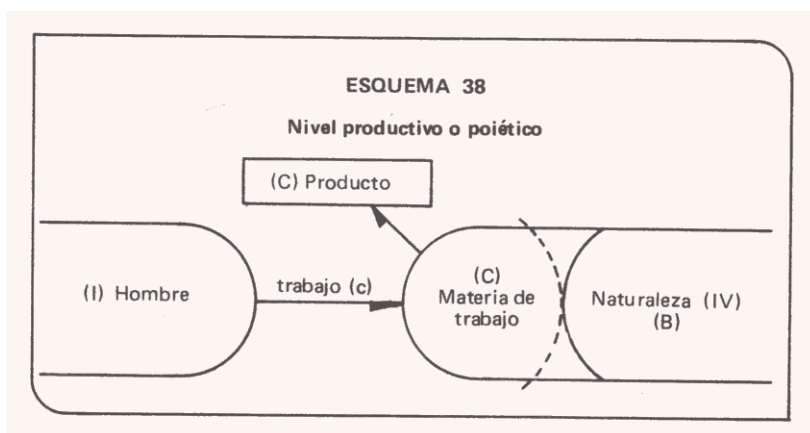 ESQUEMA 38
Nivel productivo o poiético
(C) Producto
(I) Hombre
trabajo (c)
(C)
Materia de
trabajo
Naturaleza (IV)
(B)